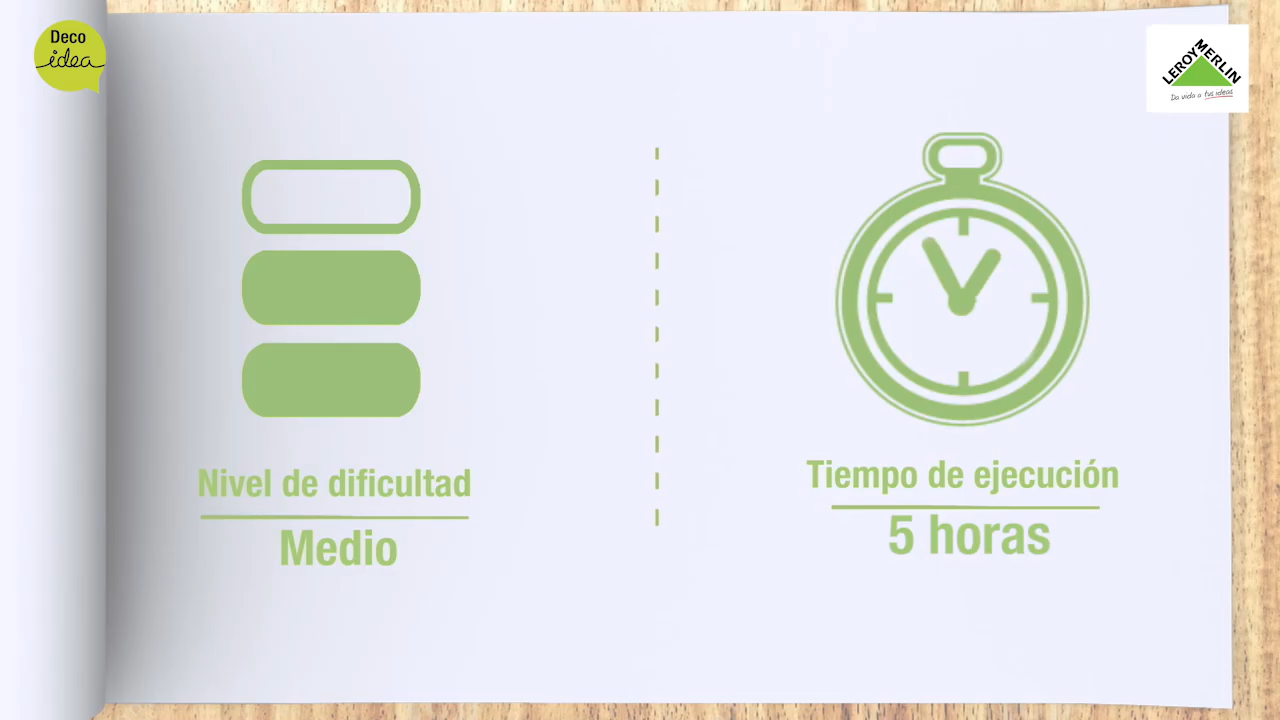 Deco
idea
LEROY MERLIN
Da vida a tus ideas
Nivel de dificultad
Medio
Tiempo de ejecución
5 horas